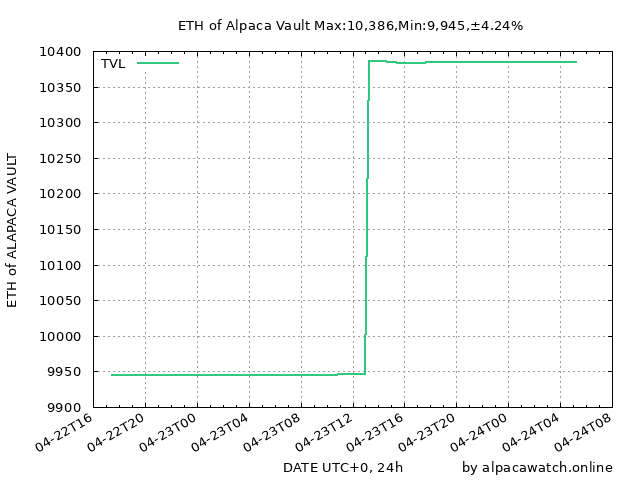 ETH of Alpaca Vault Max:10,386,Min:9,945,±4.24%
TVL
10400
10350
10300
10250
10200
10150
10100
10050
10000
9950
9900
ETH of ALAPACA VAULT
04-22T16
04-22T20
04-23T00
04-23T04
04-23T08
04-23T12
04-23T16
04-23T20
04-24T00
04-24T04
04-24T08
DATE UTC+0, 24h
by alpacawatch.online